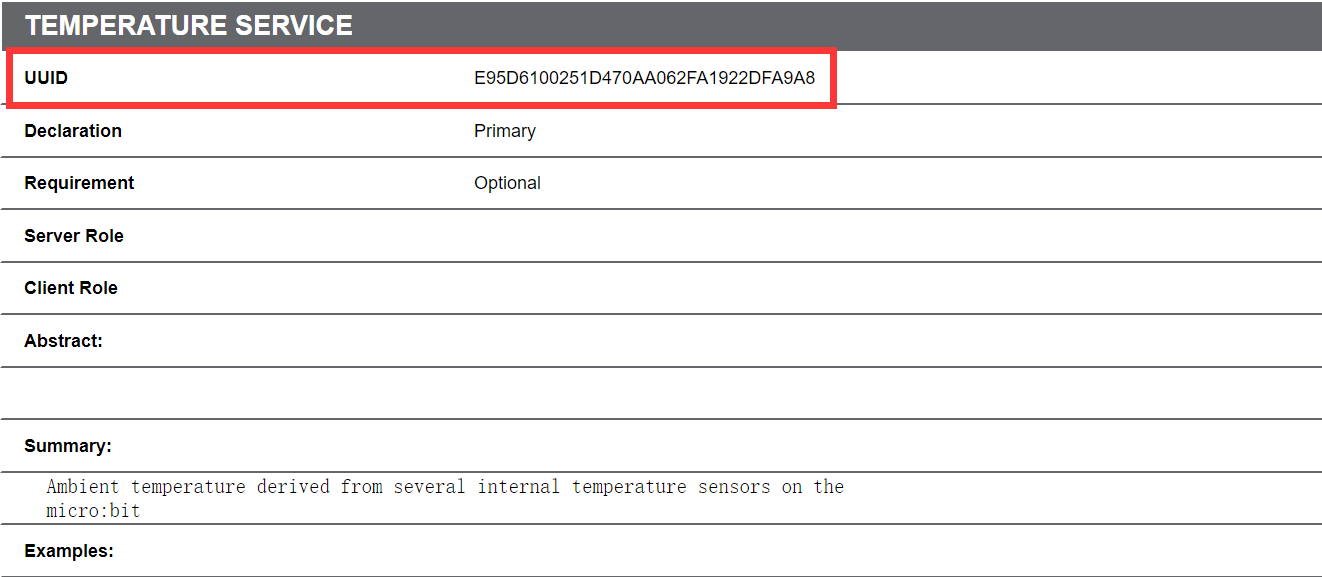 TEMPERATURE SERVICE
UUID E95D6100251D470AA062FA1922DFA9A8
Declaration Primary
Requirement Optional
Server Role
Client Role
Abstract:
Summary:
Ambient temperature derived from several internal temperature sensors on the
micro:bit
Examples: